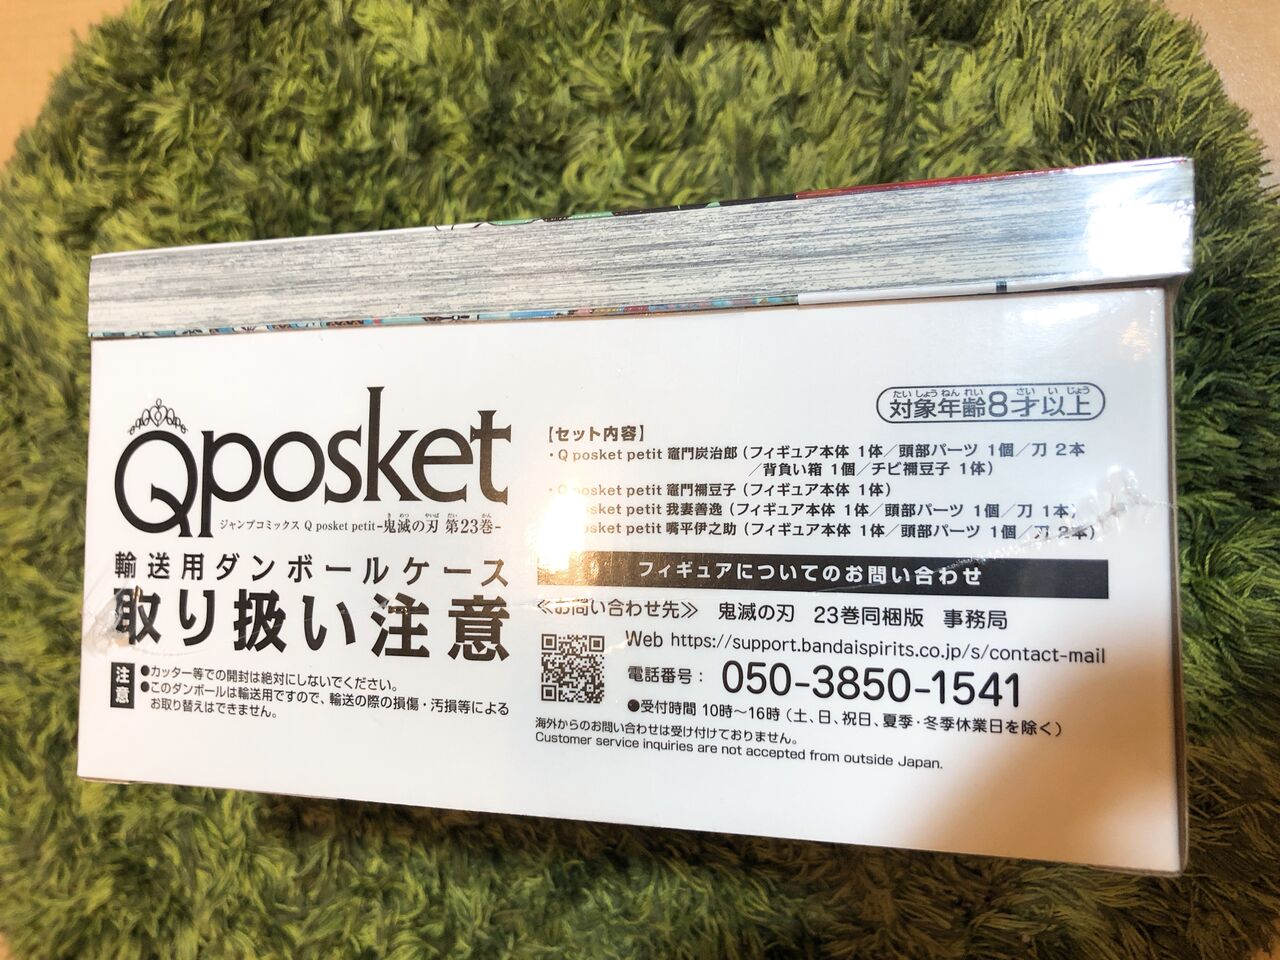 Qposket
ジャンプコミックス Q posket petit-鬼滅の刃 第23巻-
き めつ やいば だい かん
輸送用ダンボールケース
取り扱い注意
注意
●カッター等での開封は絶対にしないでください。
●このダンボールは輸送用ですので、輸送の際の損傷・汚損等による
お取り替えはできません。
たいしょうねんれい さい いじょう
対象年齢8才以上
【セット内容】
・Q posket petit 竈門炭治郎（フィギュア本体 1体／頭部パーツ 1個／刀 2本
／背負い箱 1個／チビ禰豆子 1体）
・Q posket petit 竈門禰豆子（フィギュア本体 1体）
posket petit 我妻善逸（フィギュア本体 1体／頭部パーツ 1個／刀 1本）
posket petit 嘴平伊之助（フィギュア本体 1体／頭部パーツ 1個／刀 2本）
フィギュアについてのお問い合わせ
≪お問い合わせ先≫ 鬼滅の刃 23巻同梱版 事務局
Web https://support.bandaispirits.co.jp/s/contact-mail
電話番号： 050-3850-1541
●受付時間 10時～16時（土、日、祝日、夏季・冬季休業日を除く）
海外からのお問い合わせは受け付けておりません。
Customer service inquiries are not accepted from outside Japan.